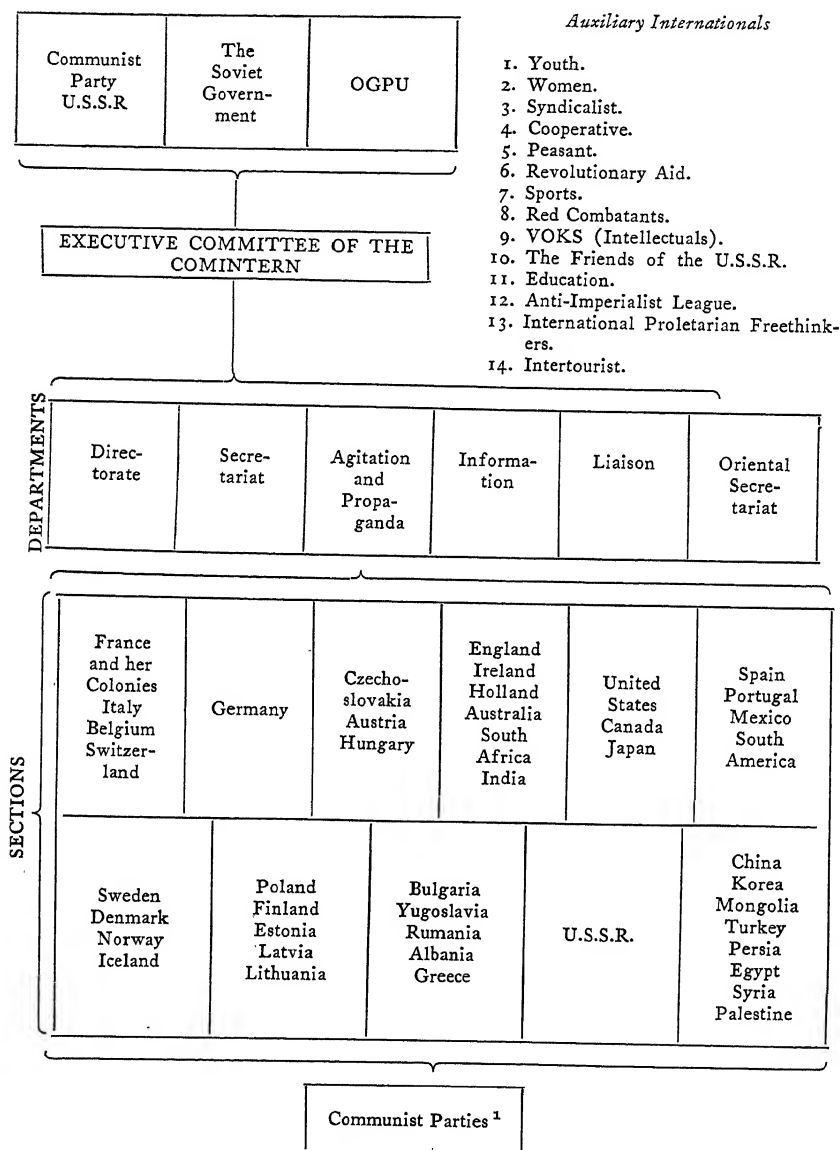 Communist
Party
U.S.S.R
The
Soviet
Govern-
ment
OGPU
Auxiliary Internationals
1. Youth.
2. Women.
3. Syndicalist.
4. Cooperative.
5. Peasant.
6. Revolutionary Aid.
7. Sports.
8. Red Combatants.
9. VOKS (Intellectuals).
10. The Friends of the U.S.S.R.
11. Education.
12. Anti-Imperialist League.
13. International Proletarian Freethink-
ers.
14. Intertourist.
EXECUTIVE COMMITTEE OF THE
COMINTERN
DEPARTMENTS
Direc-
torate
Secre-
tariat
Agitation
and
Propa-
ganda
Informa-
tion
Liaison
Oriental
Secre-
tariat
SECTIONS
France
and her
Colonies
Italy
Belgium
Switzer-
land
Germany
Czecho-
slovakia
Austria
Hungary
England
Ireland
Holland
Australia
South
Africa
India
United
States
Canada
Japan
Spain
Portugal
Mexico
South
America
Sweden
Denmark
Norway
Iceland
Poland
Finland
Estonia
Latvia
Lithuania
Bulgaria
Yugoslavia
Rumania
Albania
Greece
U.S.S.R.
China
Korea
Mongolia
Turkey
Persia
Egypt
Syria
Palestine
Communist Parties 1